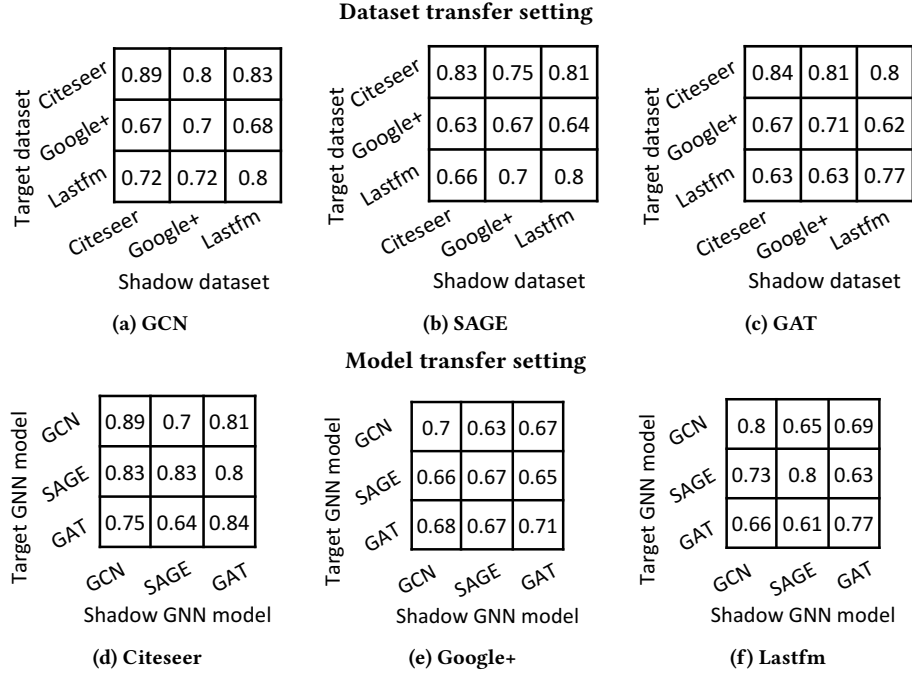 Dataset transfer setting
Target dataset
Citeseer 0.89 0.8 0.83
Google+ 0.67 0.7 0.68
Lastfm 0.72 0.72 0.8
Citeseer Google+ Lastfm
Shadow dataset
(a) GCN
Target dataset
Citeseer 0.83 0.75 0.81
Google+ 0.63 0.67 0.64
Lastfm 0.66 0.7 0.8
Citeseer Google+ Lastfm
Shadow dataset
(b) SAGE
Target dataset
Citeseer 0.84 0.81 0.8
Google+ 0.67 0.71 0.62
Lastfm 0.63 0.63 0.77
Citeseer Google+ Lastfm
Shadow dataset
(c) GAT
Model transfer setting
Target GNN model
GCN 0.89 0.7 0.81
SAGE 0.83 0.83 0.8
GAT 0.75 0.64 0.84
GCN SAGE GAT
Shadow GNN model
(d) Citeseer
Target GNN model
GCN 0.7 0.63 0.67
SAGE 0.66 0.67 0.65
GAT 0.68 0.67 0.71
GCN SAGE GAT
Shadow GNN model
(e) Google+
Target GNN model
GCN 0.8 0.65 0.69
SAGE 0.73 0.8 0.63
GAT 0.66 0.61 0.77
GCN SAGE GAT
Shadow GNN model
(f) Lastfm